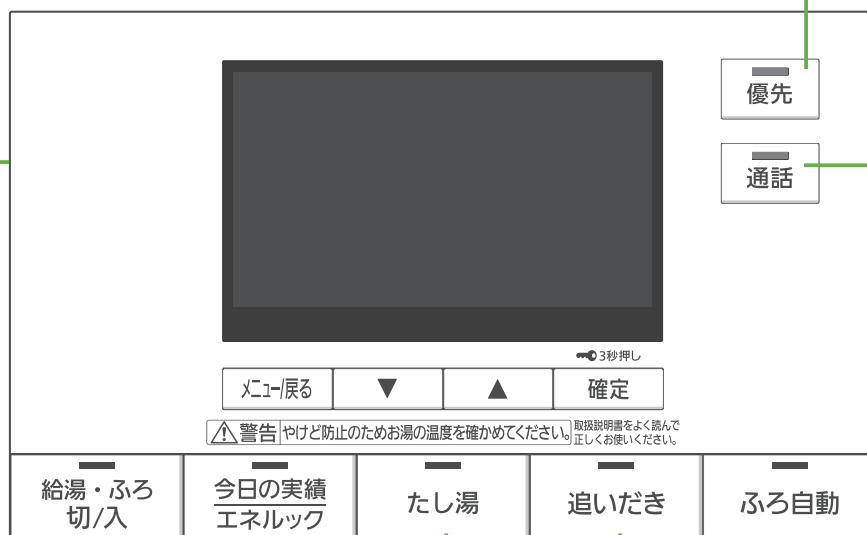 優先
通話
3秒押し
メニュー/戻る
▼
▲
確定
警告 やけど防止のためお湯の温度を確かめてください。
取扱説明書をよく読んで
正しくお使いください。
給湯・ふろ
切/入
今日の実績
エネルック
たし湯
追いだき
ふろ自動